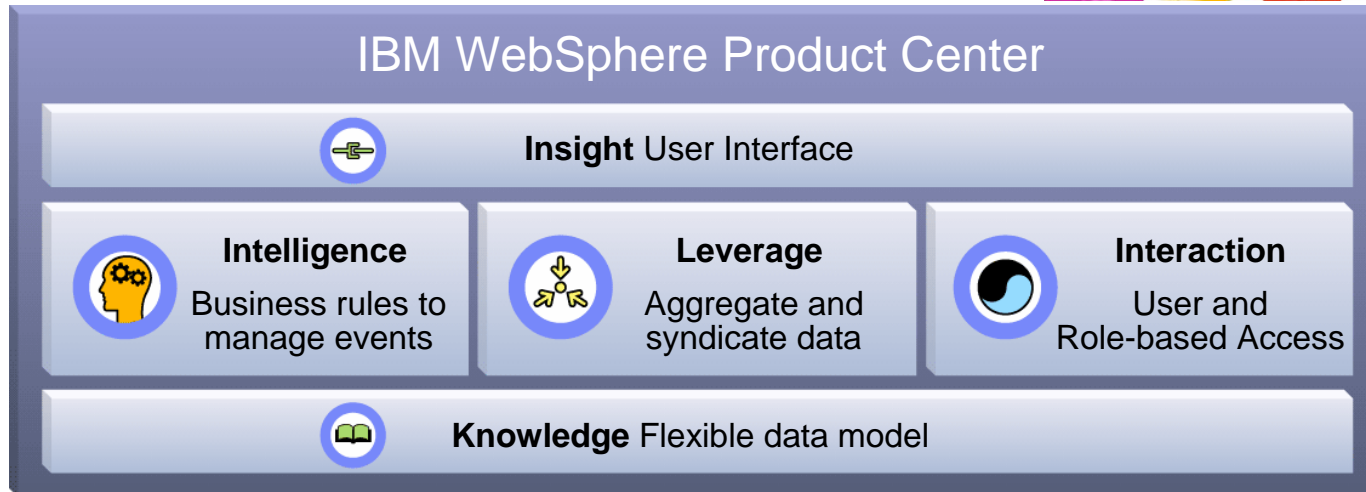 IBM WebSphere Product Center
Insight User Interface
Intelligence
Business rules to
manage events
Leverage
Aggregate and
syndicate data
Interaction
User and
Role-based Access
Knowledge Flexible data model